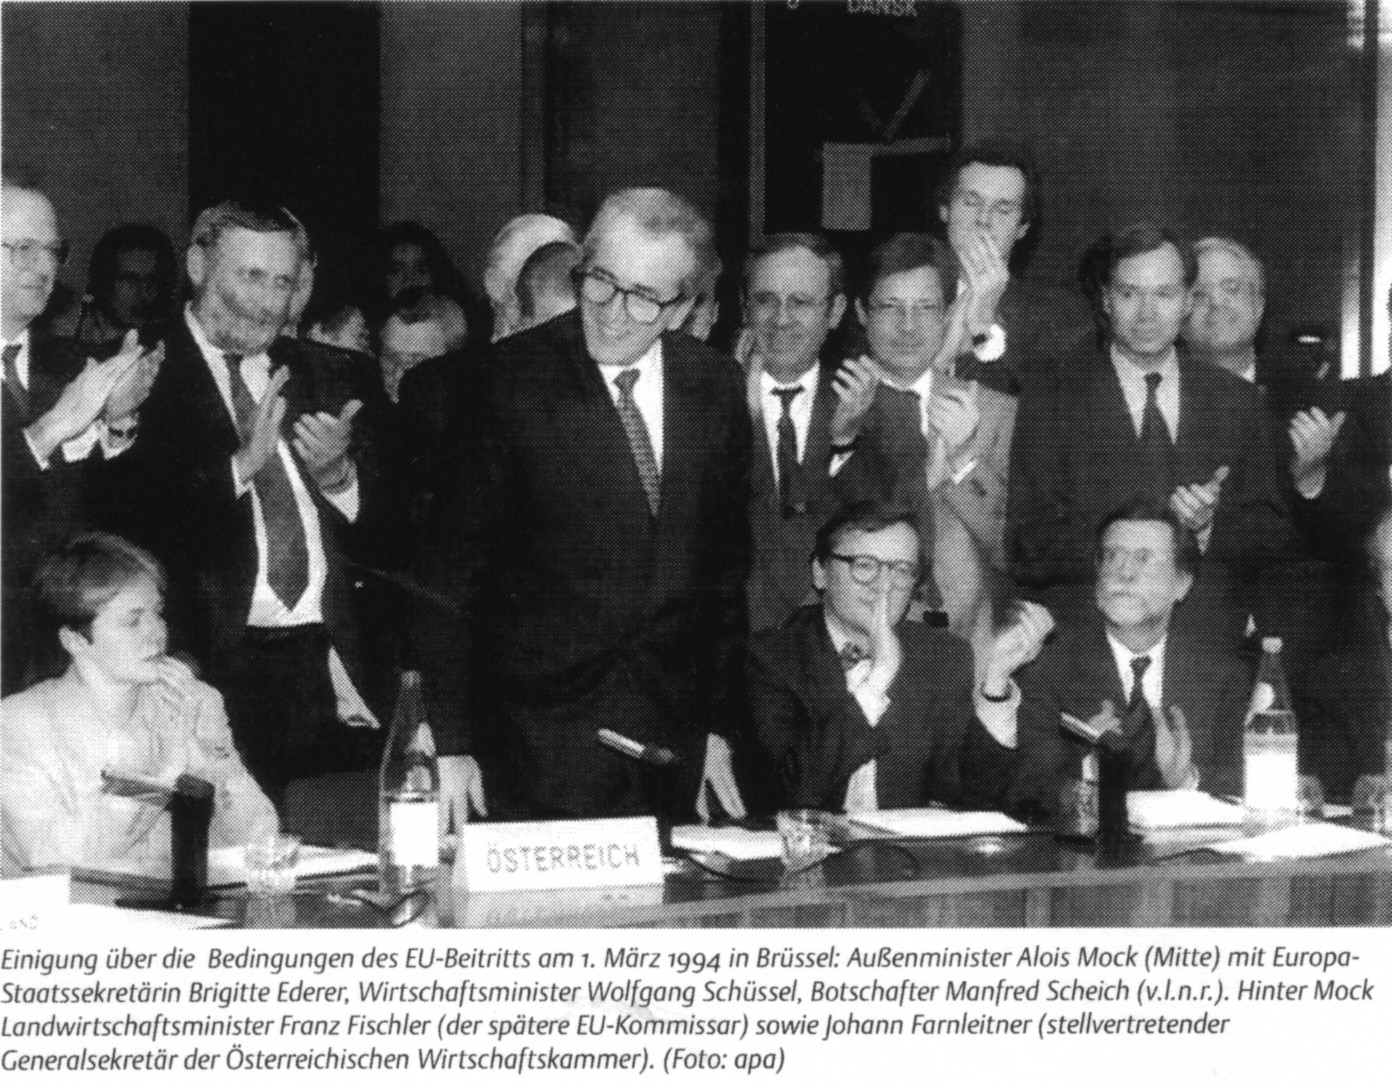 DANSK
ÖSTERREICH
Einigung über die Bedingungen des EU-Beitritts am 1. März 1994 in Brüssel: Außenminister Alois Mock (Mitte) mit Europa-
Staatssekretärin Brigitte Ederer, Wirtschaftsminister Wolfgang Schüssel, Botschafter Manfred Scheich (v.l.n.r.). Hinter Mock
Landwirtschaftsminister Franz Fischler (der spätere EU-Kommissar) sowie Johann Farnleitner (stellvertretender
Generalsekretär der Österreichischen Wirtschaftskammer). (Foto: apa)